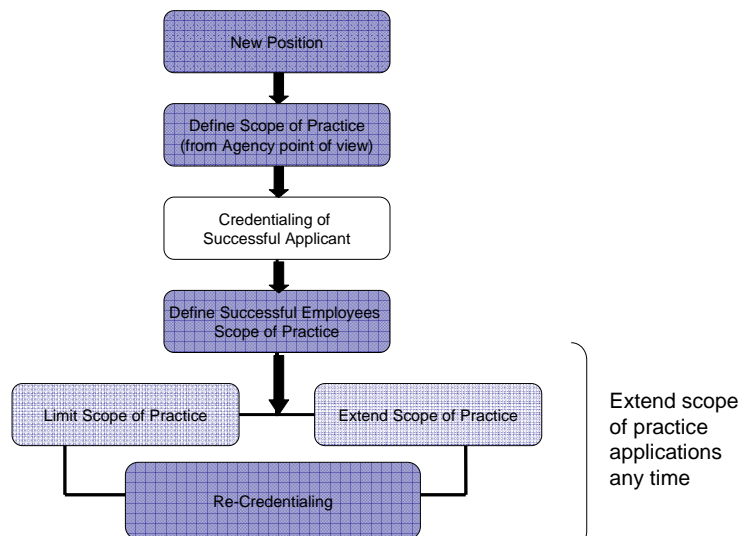 New Position
Define Scope of Practice
(from Agency point of view)
Credentialing of
Successful Applicant
Define Successful Employees
Scope of Practice
Limit Scope of Practice
Extend Scope of Practice
Re-Credentialing
Extend scope
of practice
applications
any time